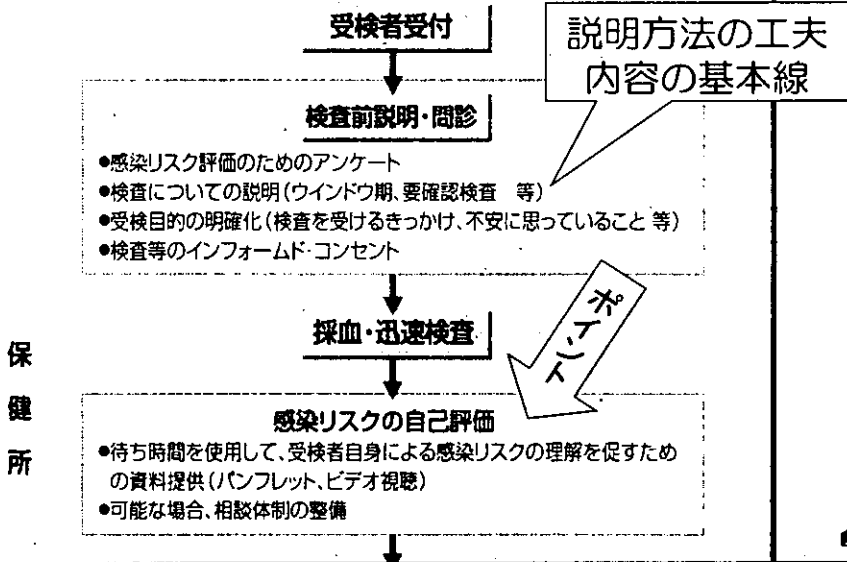 受検者受付
説明方法の工夫
内容の基本線
検査前説明・問診
●感染リスク評価のためのアンケート
●検査についての説明(ウインドウ期、要確認検査 等)
●受検目的の明確化(検査を受けるきっかけ、不安に思っていること 等)
●検査等のインフォームド・コンセント
採血・迅速検査
ポイント
保健所
感染リスクの自己評価
●待ち時間を使用して、受検者自身による感染リスクの理解を促すため
の資料提供(パンフレット、ビデオ視聴)
●可能な場合、相談体制の整備